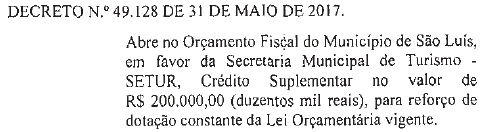 DECRETO N.º 49.128 DE 31 DE MAIO DE 2017.
Abre no Orçamento Fiscal do Município de São Luís,
em favor da Secretaria Municipal de Turismo -
SETUR, Crédito Suplementar no valor de
R$ 200.000,00 (duzentos mil reais), para reforço de
dotação constante da Lei Orçamentária vigente.